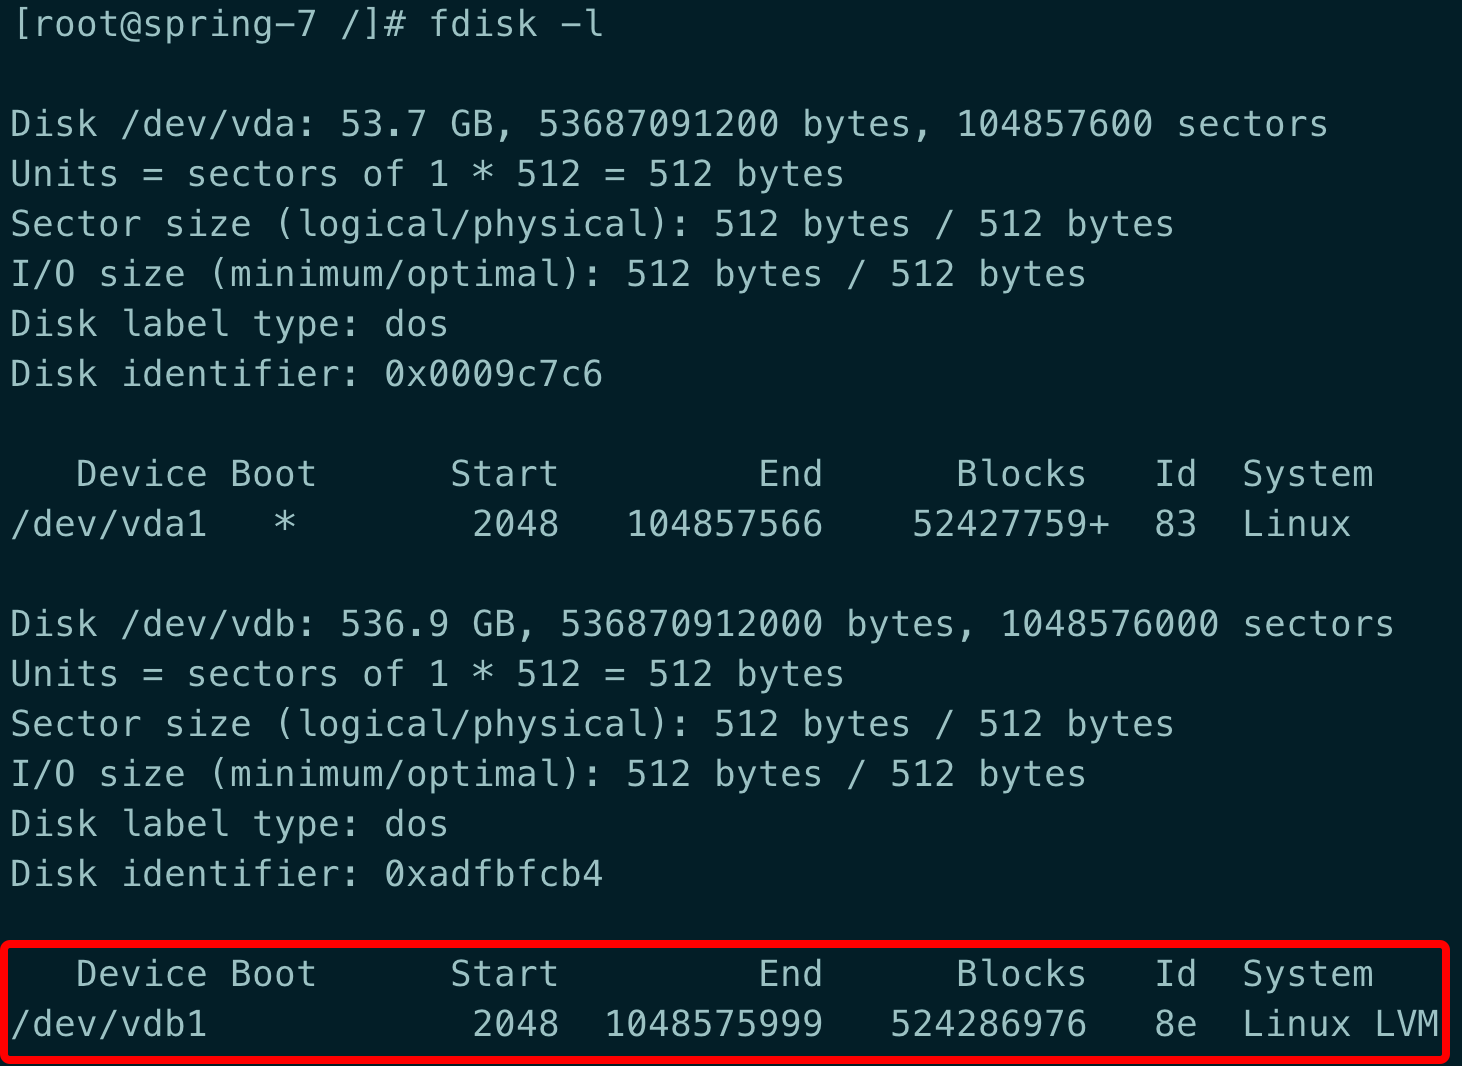 [root@spring-7 /]# fdisk -l
Disk /dev/vda: 53.7 GB, 53687091200 bytes, 104857600 sectors
Units = sectors of 1 * 512 = 512 bytes
Sector size (logical/physical): 512 bytes / 512 bytes
I/O size (minimum/optimal): 512 bytes / 512 bytes
Disk label type: dos
Disk identifier: 0x0009c7c6
Device Boot Start End Blocks Id System
/dev/vda1 * 2048 104857566 52427759+ 83 Linux
Disk /dev/vdb: 536.9 GB, 536870912000 bytes, 1048576000 sectors
Units = sectors of 1 * 512 = 512 bytes
Sector size (logical/physical): 512 bytes / 512 bytes
I/O size (minimum/optimal): 512 bytes / 512 bytes
Disk label type: dos
Disk identifier: 0xadfbfcb4
Device Boot Start End Blocks Id System
/dev/vdb1 2048 1048575999 524286976 8e Linux LVM